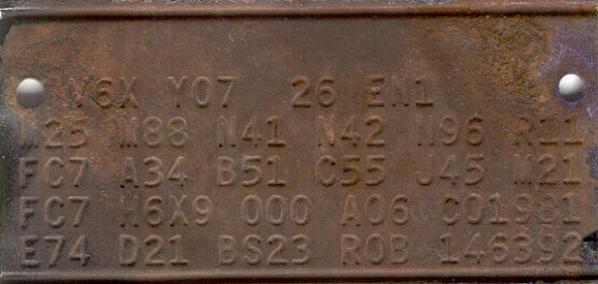 V6X Y07 26 EN1
M25 M88 N41 N42 N96 R11
FC7 A34 B51 C55 J45 M21
FC7 H6X9 000 A06 C01981
E74 D21 BS23 R0B 146392